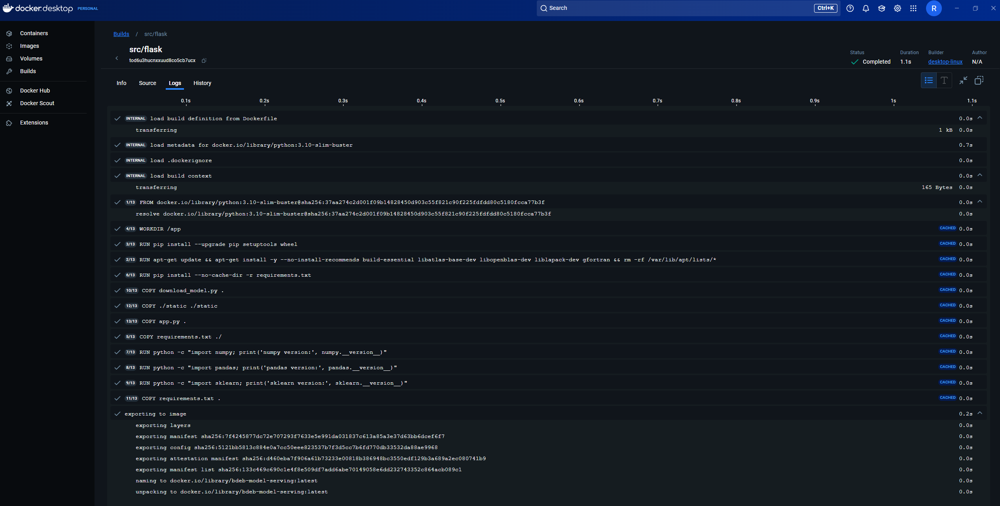 docker.desktop PERSONAL
Search
Ctrl+K
R
Containers
Images
Volumes
Builds
Docker Hub
Docker Scout
Extensions
Builds / src/flask
src/flask
tod6u3hucnxxuud8co5cb7ucx
Status Duration Builder Author
Completed 1.1s desktop-linux N/A
Info Source Logs History
0.1s 0.2s 0.3s 0.4s 0.5s 0.6s 0.7s 0.8s 0.9s 1s 1.1s
INTERNAL load build definition from Dockerfile 0.0s
transferring 1 kB 0.0s
INTERNAL load metadata for docker.io/library/python:3.10-slim-buster 0.7s
INTERNAL load .dockerignore 0.0s
INTERNAL load build context 0.0s
transferring 165 Bytes 0.0s
1/13 FROM docker.io/library/python:3.10-slim-buster@sha256:37aa274c2d001f09b14828450d903c55f821c90f225fdfdd80c5180fcca77b3f 0.0s
resolve docker.io/library/python:3.10-slim-buster@sha256:37aa274c2d001f09b14828450d903c55f821c90f225fdfdd80c5180fcca77b3f 0.0s
4/13 WORKDIR /app CACHED 0.0s
3/13 RUN pip install --upgrade pip setuptools wheel CACHED 0.0s
2/13 RUN apt-get update && apt-get install -y --no-install-recommends build-essential libatlas-base-dev libopenblas-dev liblapack-dev gfortran && rm -rf /var/lib/apt/lists/* CACHED 0.0s
6/13 RUN pip install --no-cache-dir -r requirements.txt CACHED 0.0s
10/13 COPY download_model.py . CACHED 0.0s
12/13 COPY ./static ./static CACHED 0.0s
13/13 COPY app.py . CACHED 0.0s
5/13 COPY requirements.txt ./ CACHED 0.0s
7/13 RUN python -c "import numpy; print('numpy version:', numpy.__version__)" CACHED 0.0s
8/13 RUN python -c "import pandas; print('pandas version:', pandas.__version__)" CACHED 0.0s
9/13 RUN python -c "import sklearn; print('sklearn version:', sklearn.__version__)" CACHED 0.0s
11/13 COPY requirements.txt . CACHED 0.0s
exporting to image 0.2s
exporting layers 0.0s
exporting manifest sha256:7f4245877dc72e707293f7633e5e991da031837c613a85a3e37d63bb6dcef6f7 0.0s
exporting config sha256:5121bb5813c884e0a7cc50eee823537b7f3d5cc7b6fd770db33532da88ae9968 0.0s
exporting attestation manifest sha256:d460eba7f906a61b73233e00818b386948bc3550edf129b3a689a2ec080741b9 0.0s
exporting manifest list sha256:133c469c690c1e4f8e509df7add6abe70149058e6dd232743352c864acb089c1 0.0s
naming to docker.io/library/bdeb-model-serving:latest 0.0s
unpacking to docker.io/library/bdeb-model-serving:latest 0.0s